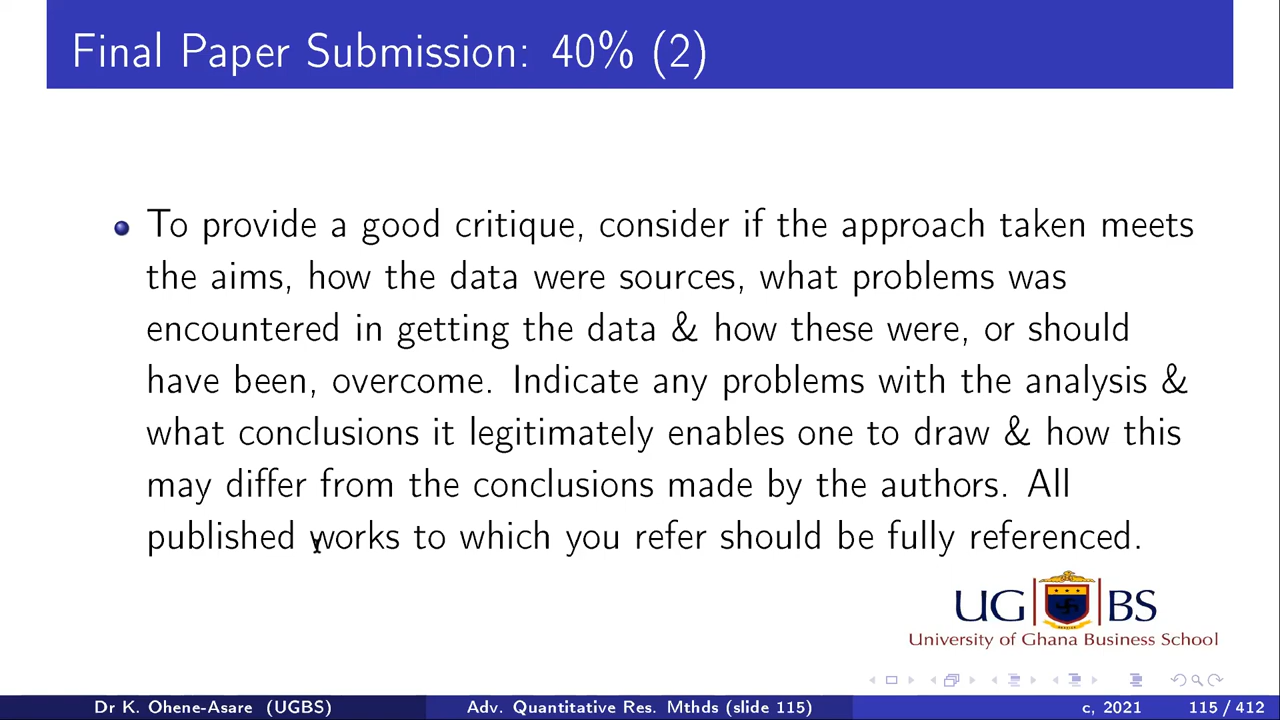 Final Paper Submission: 40% (2)
To provide a good critique, consider if the approach taken meets
the aims, how the data were sources, what problems was
encountered in getting the data & how these were, or should
have been, overcome. Indicate any problems with the analysis &
what conclusions it legitimately enables one to draw & how this
may differ from the conclusions made by the authors. All
published works to which you refer should be fully referenced.
UG BS
University of Ghana Business School
Dr K. Ohene-Asare (UGBS) Adv. Quantitative Res. Mthds (slide 115) c, 2021 115 / 412